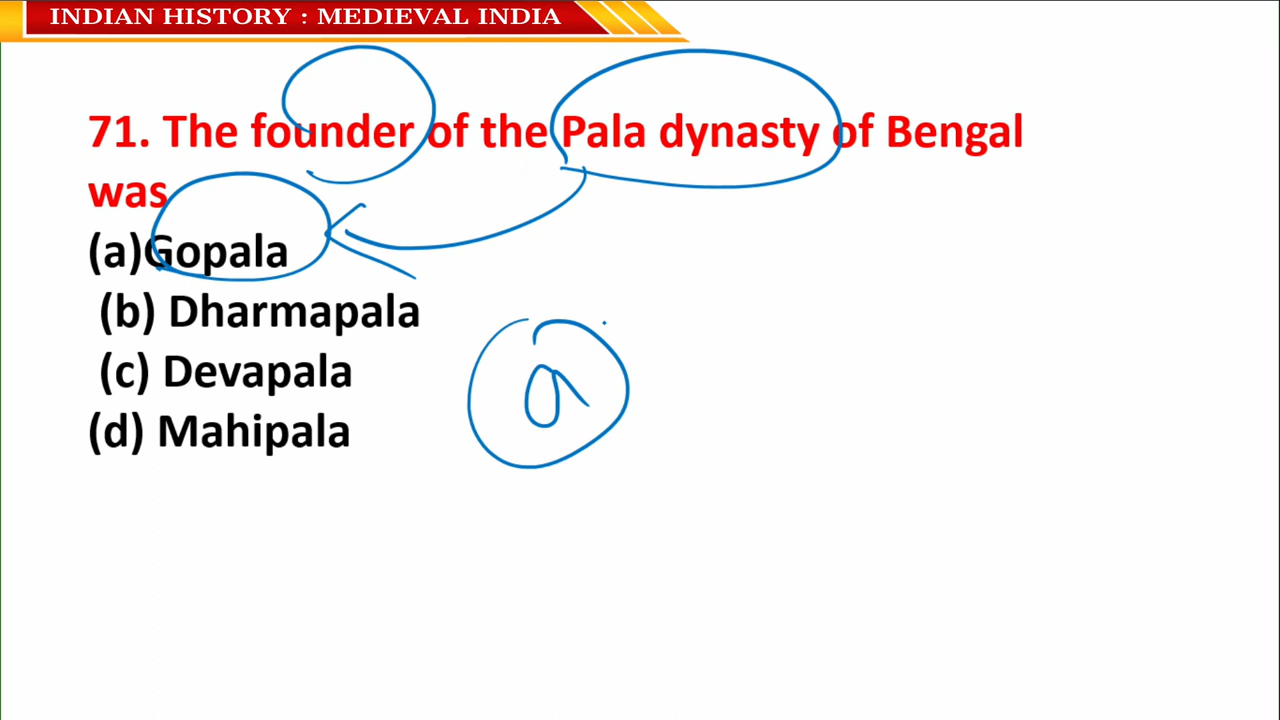 INDIAN HISTORY : MEDIEVAL INDIA
71. The founder of the Pala dynasty of Bengal
was
(a)Gopala
(b) Dharmapala
(c) Devapala
(d) Mahipala
a